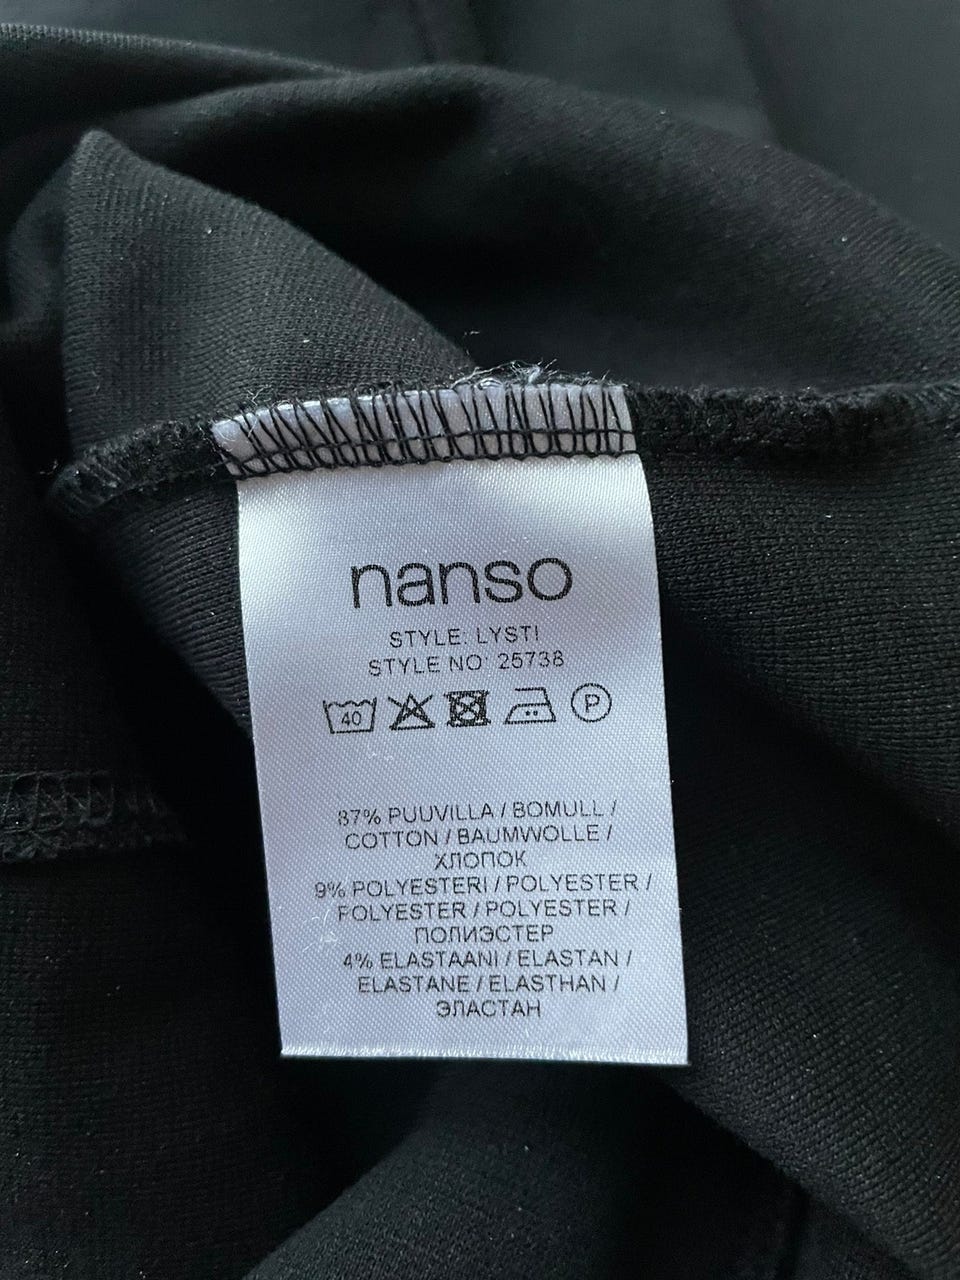 nanso
STYLE: LYSTI
STYLE NO: 25738
40 P
87% PUUVILLA / BOMULL /
COTTON / BAUMWOLLE /
ХЛОПОК
9% POLYESTERI / POLYESTER /
POLYESTER / POLYESTER /
ПОЛИЭСТЕР
4% ELASTAANI / ELASTAN /
ELASTANE / ELASTHAN /
ЭЛАСТАН